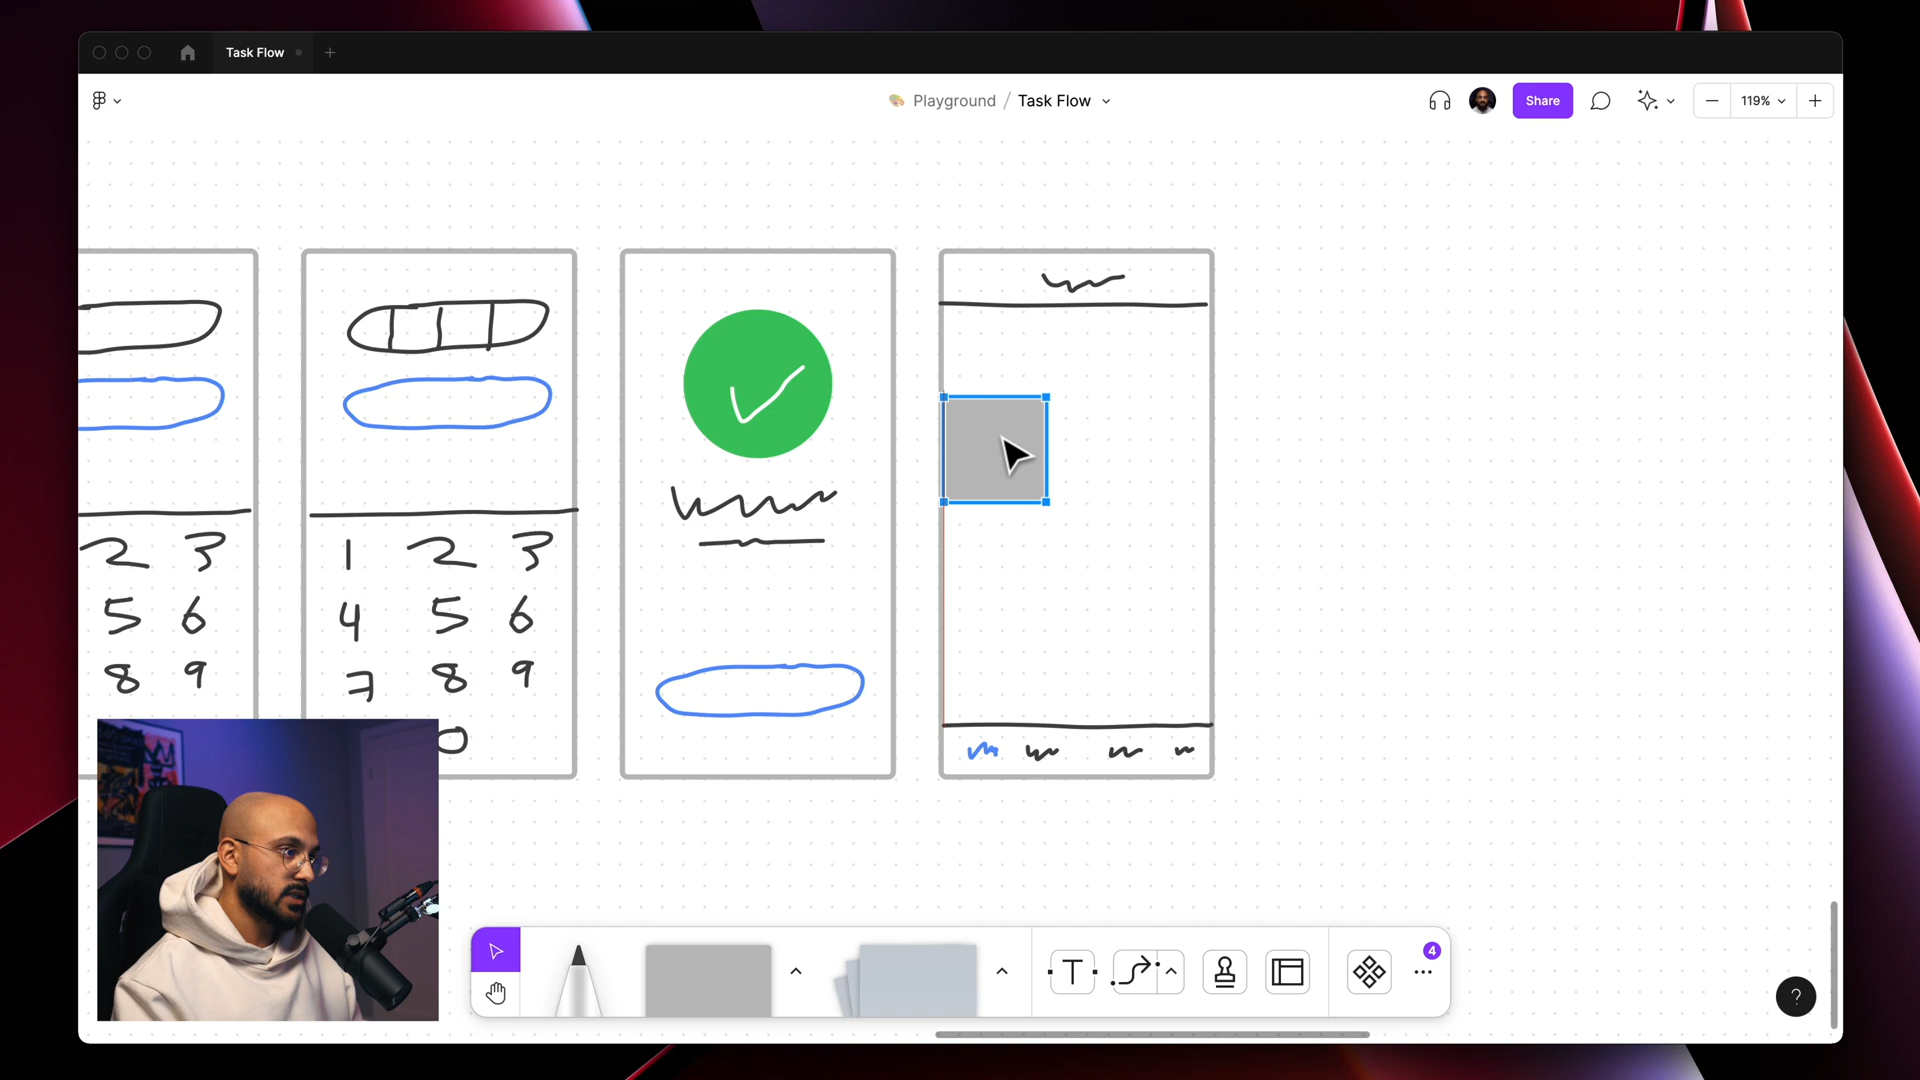 Task Flow
Playground / Task Flow
Share
119%
2 3
1 2 3
5 6
4 5 6
8 9
7 8 9
0
T
4
?